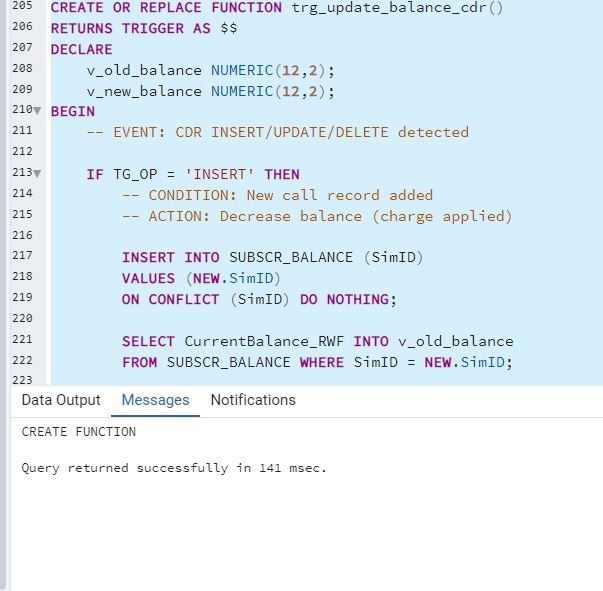 205 CREATE OR REPLACE FUNCTION trg_update_balance_cdr()
206 RETURNS TRIGGER AS $$
207 DECLARE
208 v_old_balance NUMERIC(12,2);
209 v_new_balance NUMERIC(12,2);
210 BEGIN
211 -- EVENT: CDR INSERT/UPDATE/DELETE detected
212
213 IF TG_OP = 'INSERT' THEN
214 -- CONDITION: New call record added
215 -- ACTION: Decrease balance (charge applied)
216
217 INSERT INTO SUBSCR_BALANCE (SimID)
218 VALUES (NEW.SimID)
219 ON CONFLICT (SimID) DO NOTHING;
220
221 SELECT CurrentBalance_RWF INTO v_old_balance
222 FROM SUBSCR_BALANCE WHERE SimID = NEW.SimID;
223
Data Output Messages Notifications
CREATE FUNCTION
Query returned successfully in 141 msec.